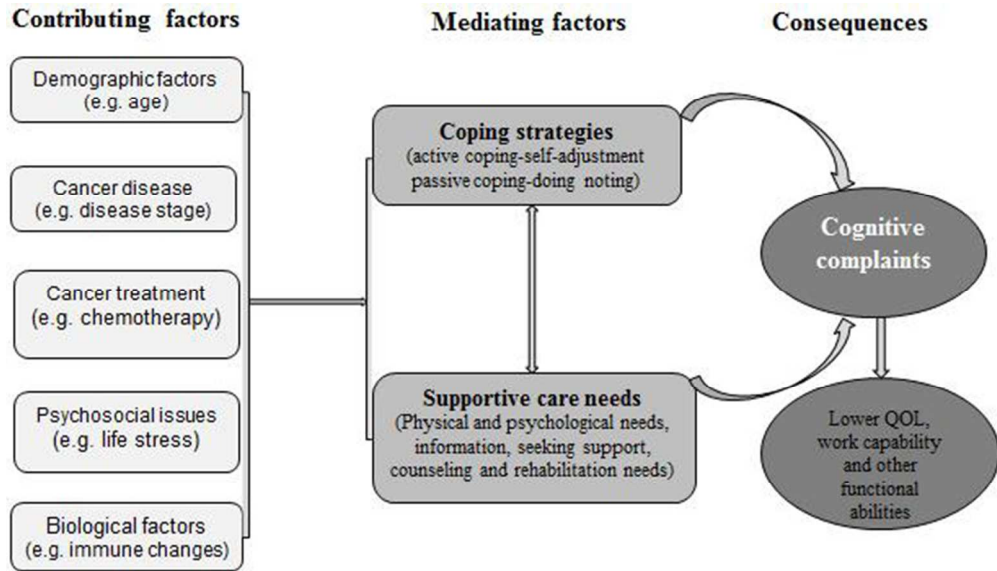 Contributing factors
Demographic factors
(e.g. age)
Cancer disease
(e.g. disease stage)
Cancer treatment
(e.g. chemotherapy)
Psychosocial issues
(e.g. life stress)
Biological factors
(e.g. immune changes)
Mediating factors
Coping strategies
(active coping-self-adjustment
passive coping-doing noting)
Supportive care needs
(Physical and psychological needs,
information, seeking support,
counseling and rehabilitation needs)
Consequences
Cognitive
complaints
Lower QOL,
work capability
and other
functional
abilities